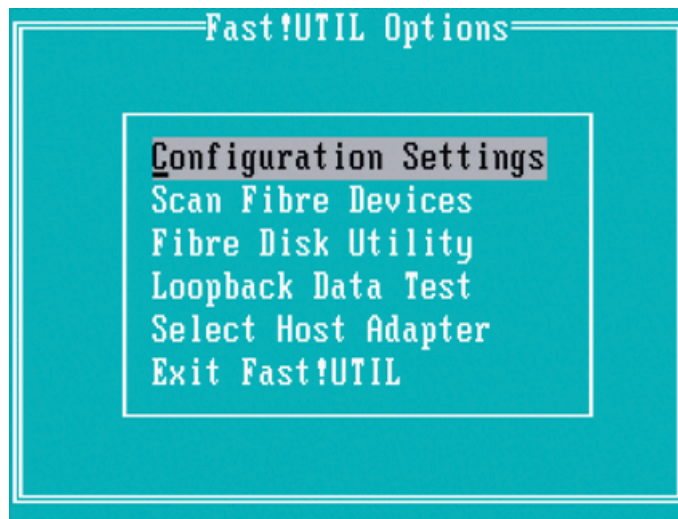 Fast!UTIL Options
Configuration Settings
Scan Fibre Devices
Fibre Disk Utility
Loopback Data Test
Select Host Adapter
Exit Fast!UTIL